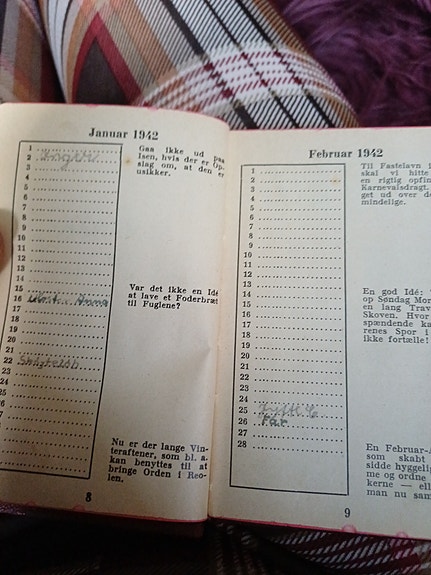 Januar 1942
1
2
3
4
5
6
7
8
9
10
11
12
13
14
15
16
17
18
19
20
21
22
23
24
25
26
27
28
29
30
31
Gaa ikke ud paa
Isen, hvis der er Op-
slag om, at den er
usikker.
Var det ikke en Idé
at lave et Foderbræt
til Fuglene?
Nu er der lange Vin-
teraftener, som bl. a.
kan benyttes til at
bringe Orden i Reo-
len.
8
Februar 1942
1
2
3
4
5
6
7
8
9
10
11
12
13
14
15
16
17
18
19
20
21
22
23
24
25
26 Far
27
28
Til Fastelavn
skal vi hitte
en rigtig opfin
Karnevalsdragt.
get ud over de
mindelige.
En god Idé:
op Søndag Mor
en lang Trav
Skoven. Hvor
spændende ka
renes Spor i
ikke fortælle!
En Februar-A
som skabt
sidde hyggelig
me og ordne
kerne — ell
man nu sam
9